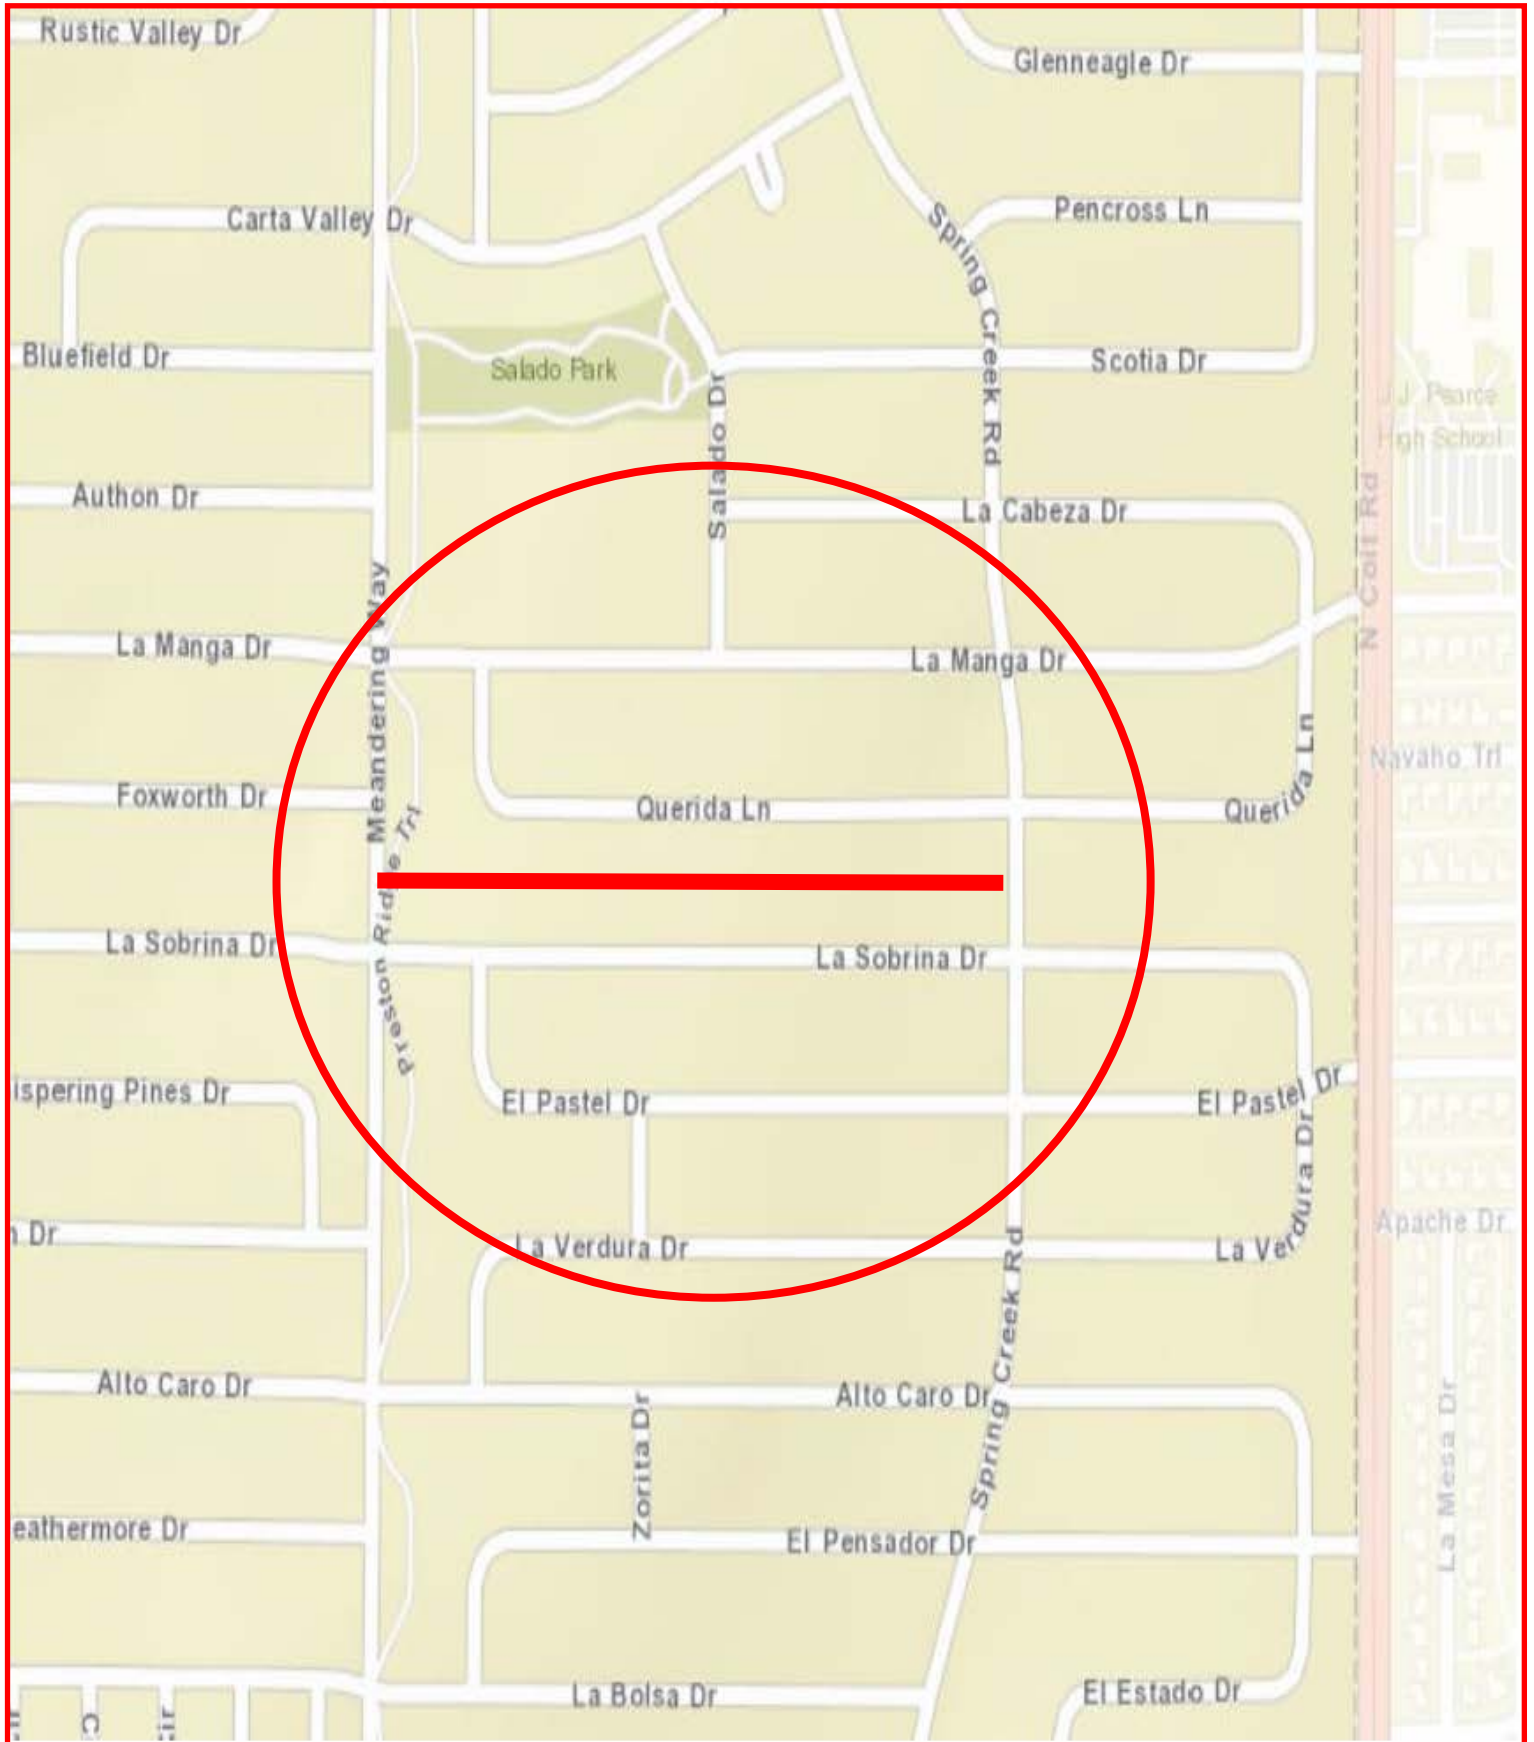 Rustic Valley Dr
Glenneagle Dr
Carta Valley Dr
Pencross Ln
Spring Creek Rd
Bluefield Dr
Salado Park
Scotia Dr
Salado Dr
J J Pearce
High School
Authon Dr
La Cabeza Dr
N Coit Rd
La Manga Dr
Meandering Way
La Manga Dr
Foxworth Dr
Querida Ln
Querida Ln
Navaho Trl
Preston Ridge Trl
La Sobrina Dr
La Sobrina Dr
ispering Pines Dr
El Pastel Dr
El Pastel Dr
n Dr
La Verdura Dr
La Verdura Dr
Apache Dr
Spring Creek Rd
Alto Caro Dr
Alto Caro Dr
Zorita Dr
La Mesa Dr
eathermore Dr
El Pensador Dr
La Bolsa Dr
El Estado Dr